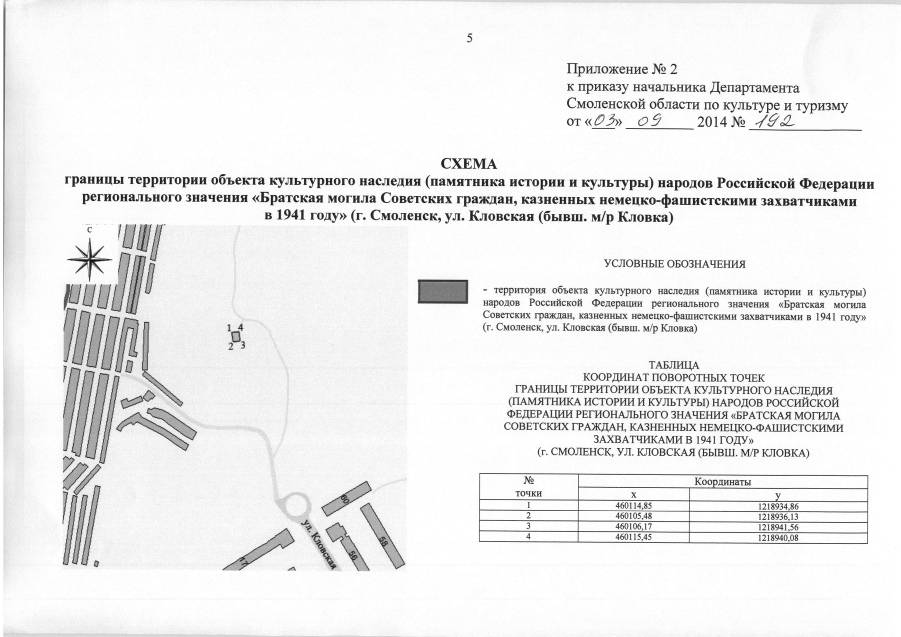 5
Приложение № 2
к приказу начальника Департамента
Смоленской области по культуре и туризму
от «03» 09 2014 № 192
СХЕМА
границы территории объекта культурного наследия (памятника истории и культуры) народов Российской Федерации
регионального значения «Братская могила Советских граждан, казненных немецко-фашистскими захватчиками
в 1941 году» (г. Смоленск, ул. Кловская (бывш. м/р Кловка)
С
1 4
2 3
60
ул. Кловская
58
56
17
УСЛОВНЫЕ ОБОЗНАЧЕНИЯ
- территория объекта культурного наследия (памятника истории и культуры)
народов Российской Федерации регионального значения «Братская могила
Советских граждан, казненных немецко-фашистскими захватчиками в 1941 году»
(г. Смоленск, ул. Кловская (бывш. м/р Кловка)
ТАБЛИЦА
КООРДИНАТ ПОВОРОТНЫХ ТОЧЕК
ГРАНИЦЫ ТЕРРИТОРИИ ОБЪЕКТА КУЛЬТУРНОГО НАСЛЕДИЯ
(ПАМЯТНИКА ИСТОРИИ И КУЛЬТУРЫ) НАРОДОВ РОССИЙСКОЙ
ФЕДЕРАЦИИ РЕГИОНАЛЬНОГО ЗНАЧЕНИЯ «БРАТСКАЯ МОГИЛА
СОВЕТСКИХ ГРАЖДАН, КАЗНЕННЫХ НЕМЕЦКО-ФАШИСТСКИМИ
ЗАХВАТЧИКАМИ В 1941 ГОДУ»
(г. СМОЛЕНСК, УЛ. КЛОВСКАЯ (БЫВШ. М/Р КЛОВКА)
№ точки Координаты
x y
1 460114,85 1218934,86
2 460105,48 1218936,13
3 460106,17 1218941,56
4 460115,45 1218940,08